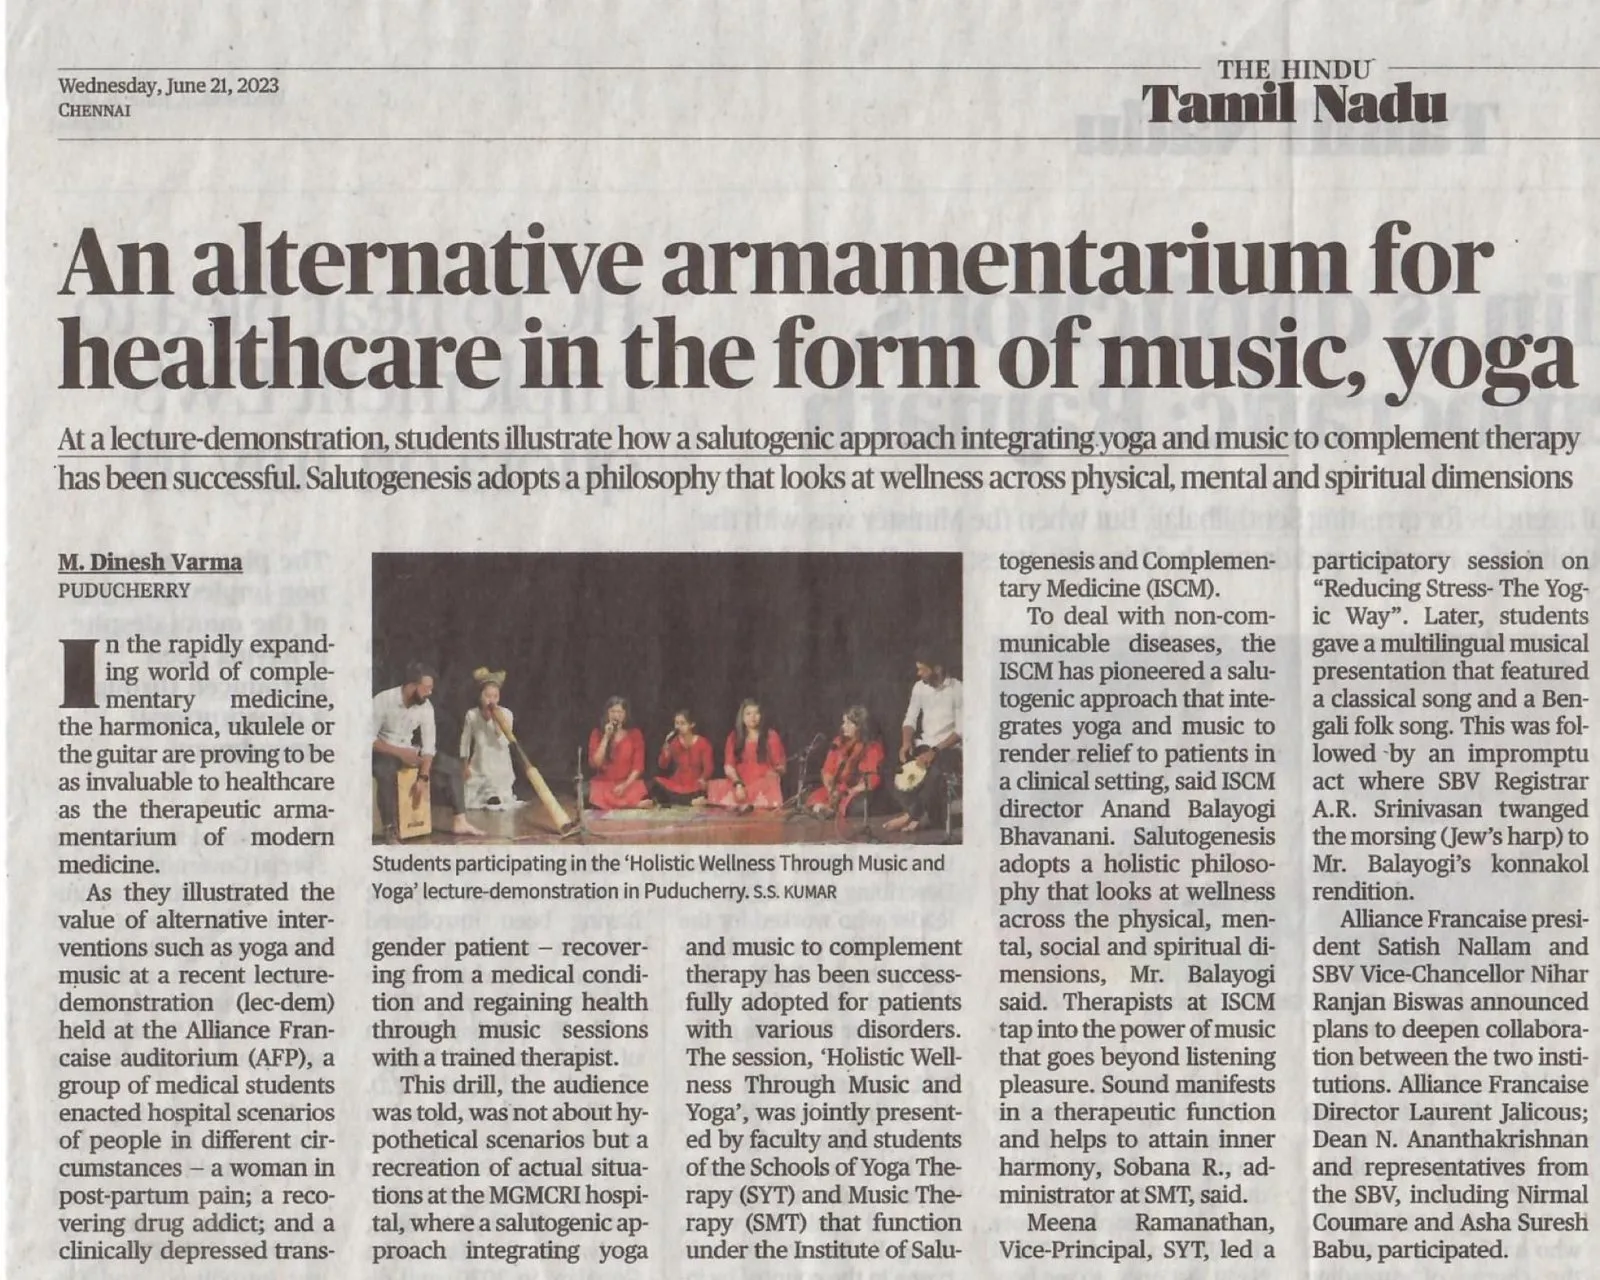 Wednesday, June 21, 2023
CHENNAI
THE HINDU
Tamil Nadu
An alternative armamentarium for
healthcare in the form of music, yoga
At a lecture-demonstration, students illustrate how a salutogenic approach integrating yoga and music to complement therapy
has been successful. Salutogenesis adopts a philosophy that looks at wellness across physical, mental and spiritual dimensions
M. Dinesh Varma
PUDUCHERRY
In the rapidly expand-
ing world of comple-
mentary medicine,
the harmonica, ukulele or
the guitar are proving to be
as invaluable to healthcare
as the therapeutic arma-
mentarium of modern
medicine.
As they illustrated the
value of alternative inter-
ventions such as yoga and
music at a recent lecture-
demonstration (lec-dem)
held at the Alliance Fran-
caise auditorium (AFP), a
group of medical students
enacted hospital scenarios
of people in different cir-
cumstances – a woman in
post-partum pain; a reco-
vering drug addict; and a
clinically depressed trans-
Students participating in the ‘Holistic Wellness Through Music and
Yoga’ lecture-demonstration in Puducherry. S.S. KUMAR
gender patient – recover-
ing from a medical condi-
tion and regaining health
through music sessions
with a trained therapist.
This drill, the audience
was told, was not about hy-
pothetical scenarios but a
recreation of actual situa-
tions at the MGMCRI hospi-
tal, where a salutogenic ap-
proach integrating yoga
and music to complement
therapy has been success-
fully adopted for patients
with various disorders.
The session, ‘Holistic Well-
ness Through Music and
Yoga’, was jointly present-
ed by faculty and students
of the Schools of Yoga The-
rapy (SYT) and Music The-
rapy (SMT) that function
under the Institute of Salu-
togenesis and Complemen-
tary Medicine (ISCM).
To deal with non-com-
municable diseases, the
ISCM has pioneered a salu-
togenic approach that inte-
grates yoga and music to
render relief to patients in
a clinical setting, said ISCM
director Anand Balayogi
Bhavanani. Salutogenesis
adopts a holistic philoso-
phy that looks at wellness
across the physical, men-
tal, social and spiritual di-
mensions, Mr. Balayogi
said. Therapists at ISCM
tap into the power of music
that goes beyond listening
pleasure. Sound manifests
in a therapeutic function
and helps to attain inner
harmony, Sobana R., ad-
ministrator at SMT, said.
Meena Ramanathan,
Vice-Principal, SYT, led a
participatory session on
“Reducing Stress- The Yog-
ic Way”. Later, students
gave a multilingual musical
presentation that featured
a classical song and a Ben-
gali folk song. This was fol-
lowed by an impromptu
act where SBV Registrar
A.R. Srinivasan twanged
the morsing (Jew’s harp) to
Mr. Balayogi’s konnakol
rendition.
Alliance Francaise presi-
dent Satish Nallam and
SBV Vice-Chancellor Nihar
Ranjan Biswas announced
plans to deepen collabora-
tion between the two insti-
tutions. Alliance Francaise
Director Laurent Jalicous;
Dean N. Ananthakrishnan
and representatives from
the SBV, including Nirmal
Coumare and Asha Suresh
Babu, participated.